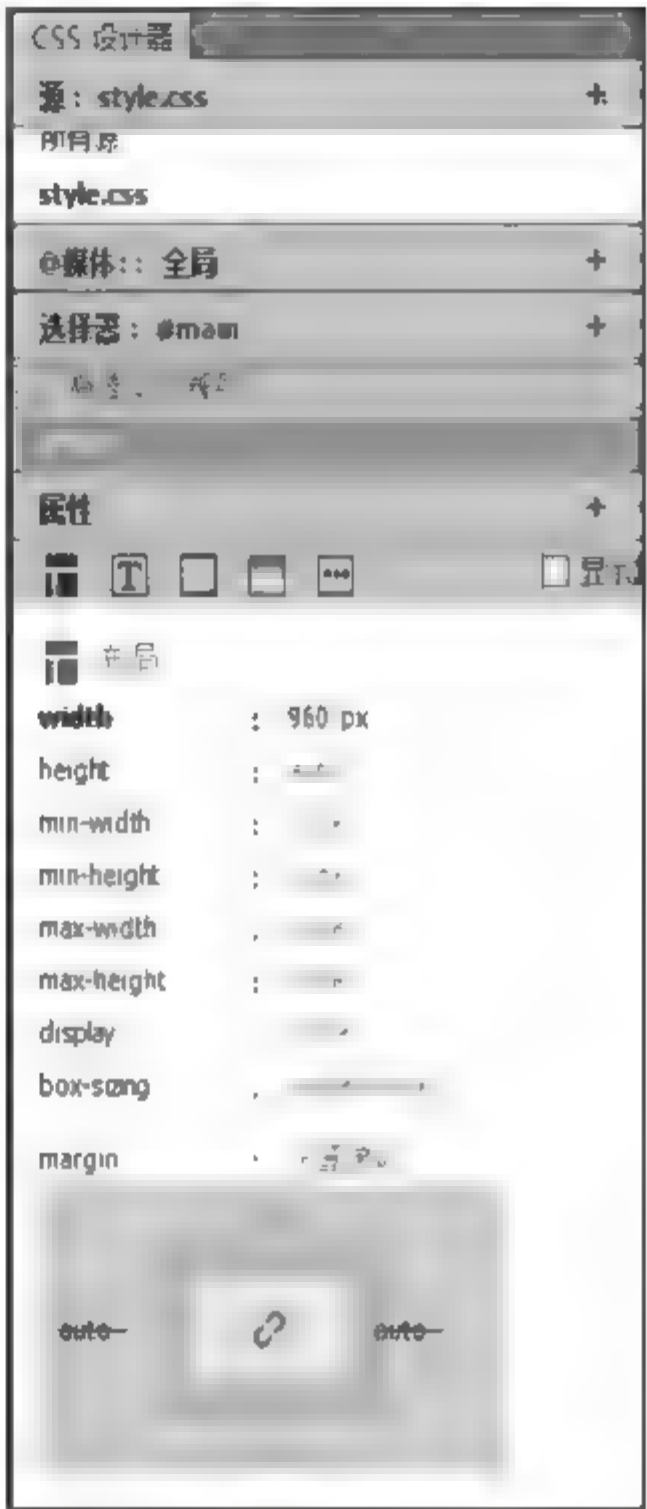 CSS 设计器
源: style.css +
所有源
style.css
@媒体:: 全局 +
选择器: #main +
属性 +
T
布局
width : 960 px
height :
min-width :
min-height :
max-width :
max-height :
display
box-sizing
margin :
auto auto